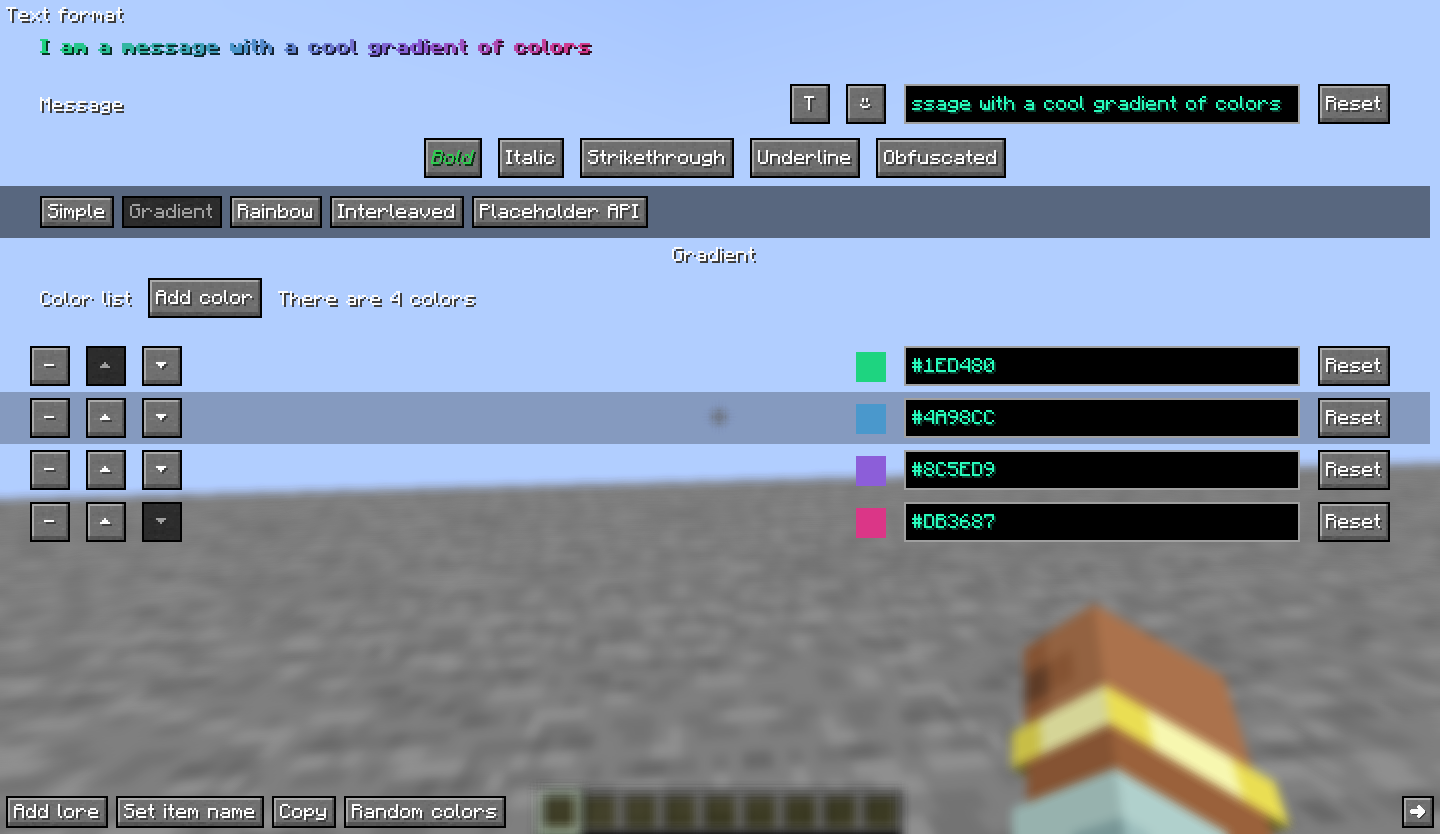 Text format
I am a message with a cool gradient of colors
Message T ssage with a cool gradient of colors Reset
Bold Italic Strikethrough Underline Obfuscated
Simple Gradient Rainbow Interleaved Placeholder API
Gradient
Color list Add color There are 4 colors
#1ED480 Reset
#4A98CC Reset
#8C5ED9 Reset
#DB3687 Reset
Add lore Set item name Copy Random colors